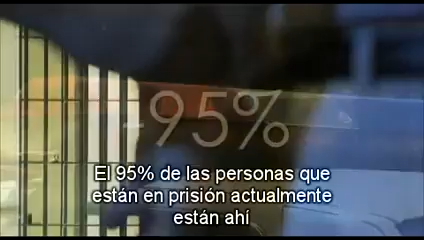 95%
El 95% de las personas que
están en prisión actualmente
están ahí